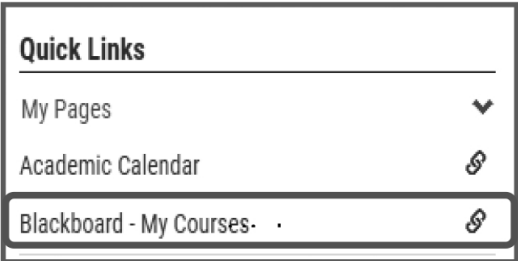 Quick Links
My Pages
Academic Calendar
Blackboard - My Courses